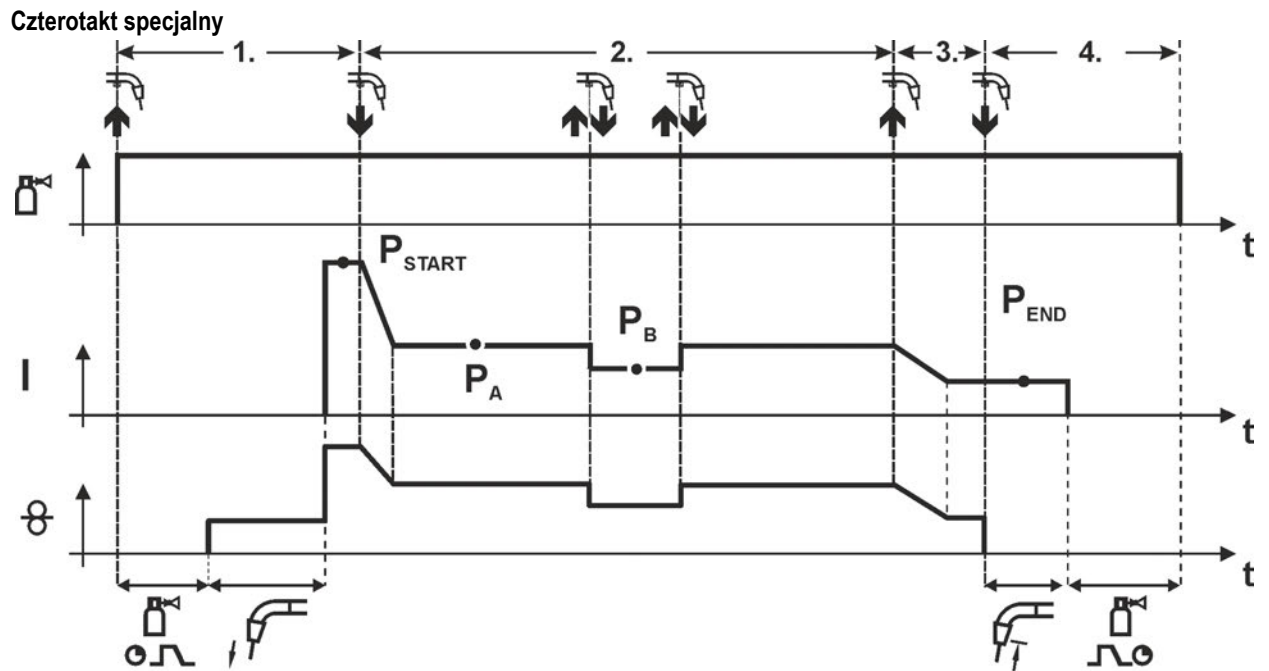 Czterotakt specjalny
1. 2. 3. 4.
t
P START
P B
P END
P A
I
t
t